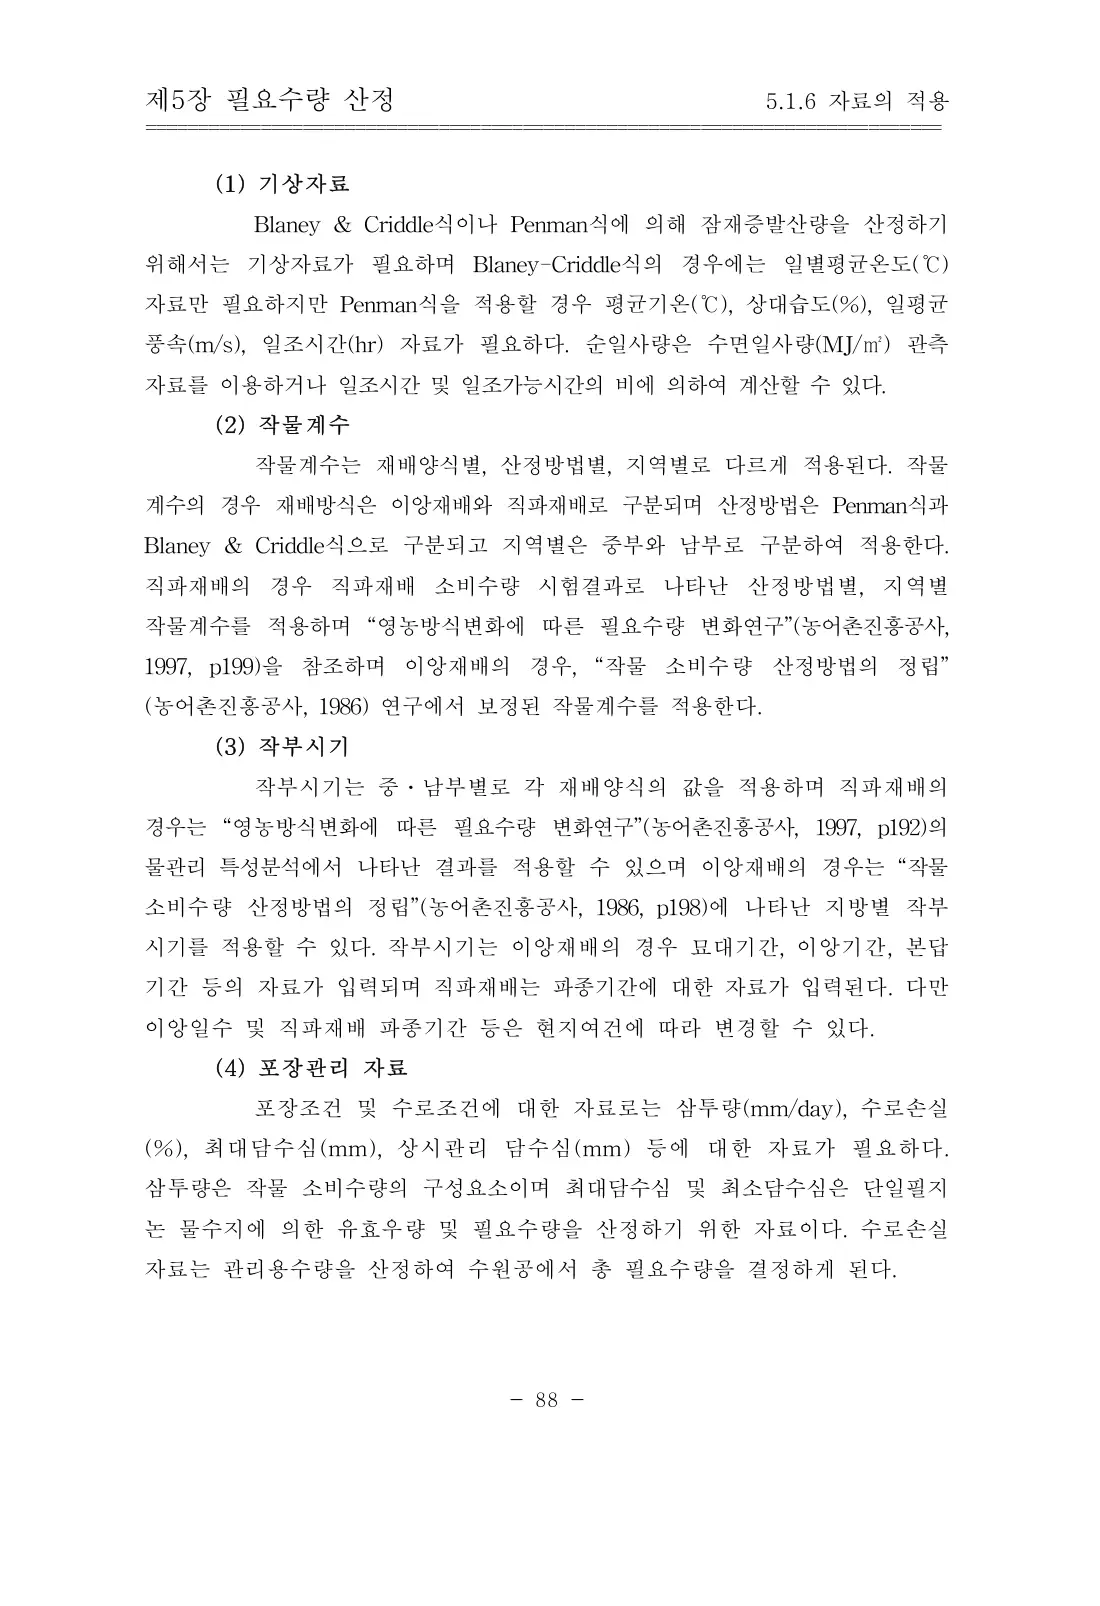 제5장 필요수량 산정 5.1.6 자료의 적용
(1) 기상자료
Blaney & Criddle식이나 Penman식에 의해 잠재증발산량을 산정하기
위해서는 기상자료가 필요하며 Blaney-Criddle식의 경우에는 일별평균온도(℃)
자료만 필요하지만 Penman식을 적용할 경우 평균기온(℃), 상대습도(%), 일평균
풍속(m/s), 일조시간(hr) 자료가 필요하다. 순일사량은 수면일사량(MJ/㎡) 관측
자료를 이용하거나 일조시간 및 일조가능시간의 비에 의하여 계산할 수 있다.
(2) 작물계수
작물계수는 재배양식별, 산정방법별, 지역별로 다르게 적용된다. 작물
계수의 경우 재배방식은 이앙재배와 직파재배로 구분되며 산정방법은 Penman식과
Blaney & Criddle식으로 구분되고 지역별은 중부와 남부로 구분하여 적용한다.
직파재배의 경우 직파재배 소비수량 시험결과로 나타난 산정방법별, 지역별
작물계수를 적용하며 “영농방식변화에 따른 필요수량 변화연구”(농어촌진흥공사,
1997, p199)을 참조하며 이앙재배의 경우, “작물 소비수량 산정방법의 정립”
(농어촌진흥공사, 1986) 연구에서 보정된 작물계수를 적용한다.
(3) 작부시기
작부시기는 중·남부별로 각 재배양식의 값을 적용하며 직파재배의
경우는 “영농방식변화에 따른 필요수량 변화연구”(농어촌진흥공사, 1997, p192)의
물관리 특성분석에서 나타난 결과를 적용할 수 있으며 이앙재배의 경우는 “작물
소비수량 산정방법의 정립”(농어촌진흥공사, 1986, p198)에 나타난 지방별 작부
시기를 적용할 수 있다. 작부시기는 이앙재배의 경우 묘대기간, 이앙기간, 본답
기간 등의 자료가 입력되며 직파재배는 파종기간에 대한 자료가 입력된다. 다만
이앙일수 및 직파재배 파종기간 등은 현지여건에 따라 변경할 수 있다.
(4) 포장관리 자료
포장조건 및 수로조건에 대한 자료로는 삼투량(mm/day), 수로손실
(%), 최대담수심(mm), 상시관리 담수심(mm) 등에 대한 자료가 필요하다.
삼투량은 작물 소비수량의 구성요소이며 최대담수심 및 최소담수심은 단일필지
논 물수지에 의한 유효우량 및 필요수량을 산정하기 위한 자료이다. 수로손실
자료는 관리용수량을 산정하여 수원공에서 총 필요수량을 결정하게 된다.
- 88 -